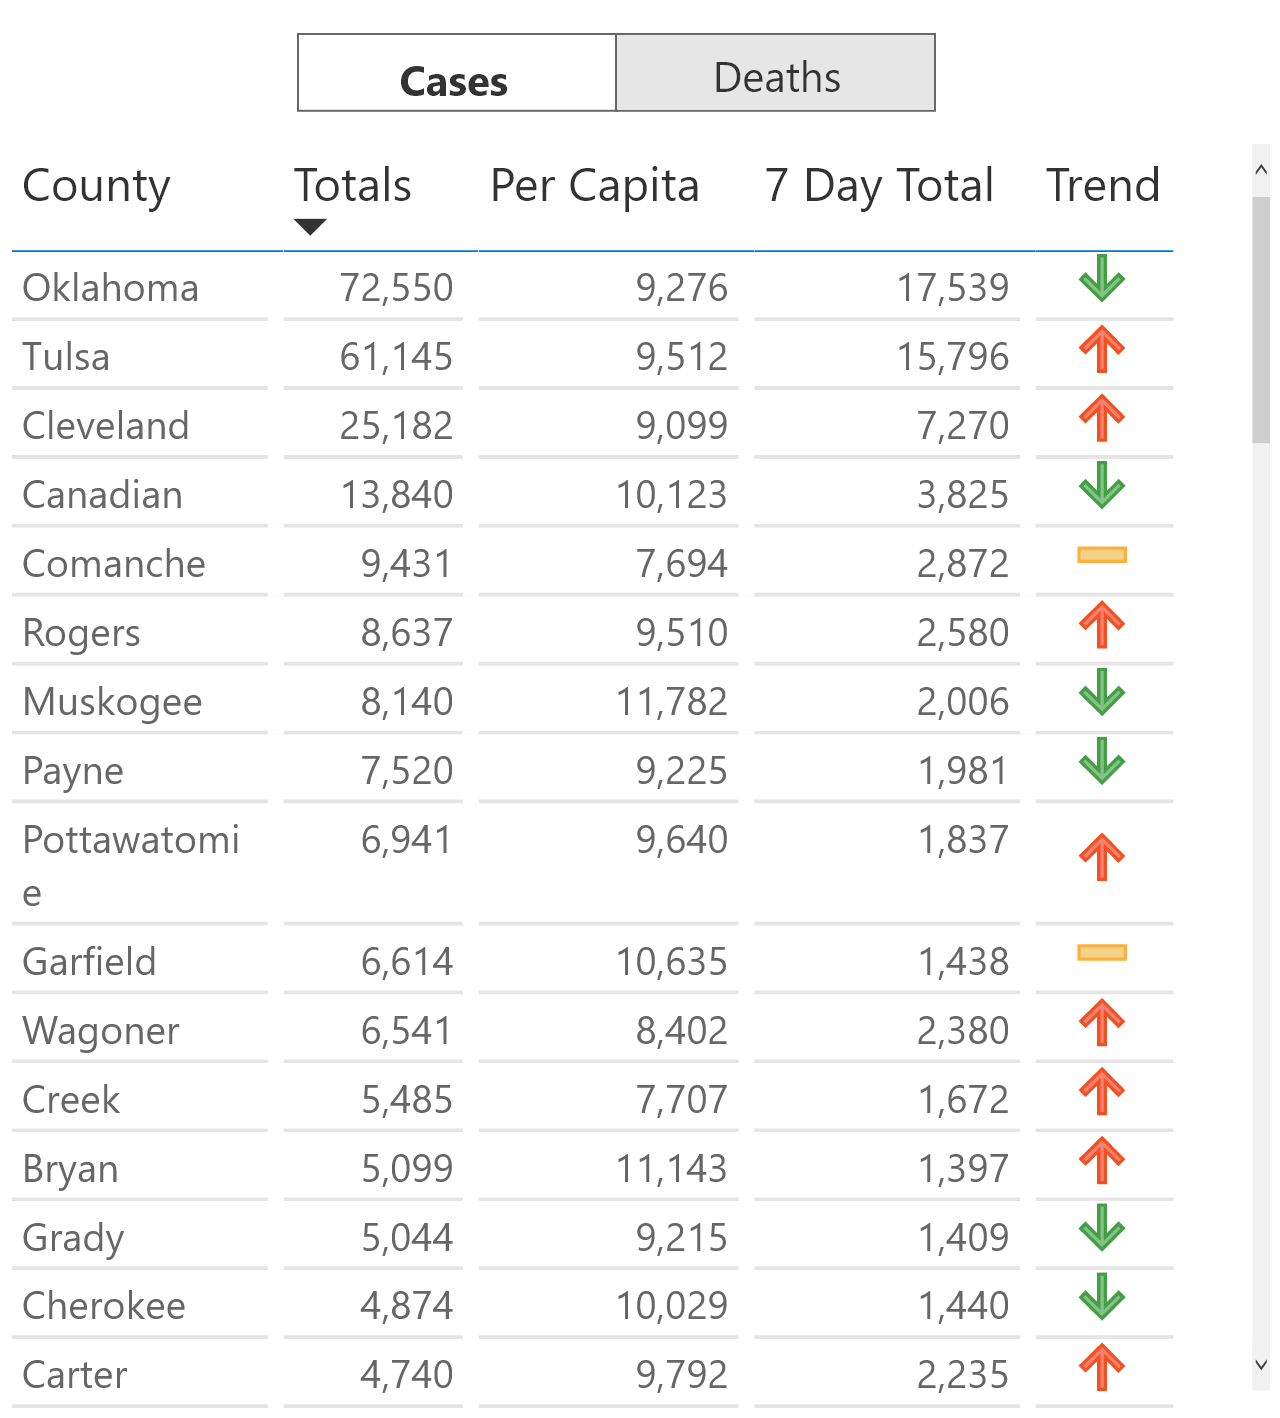 Cases Deaths
County Totals Per Capita 7 Day Total Trend
Oklahoma 72,550 9,276 17,539
Tulsa 61,145 9,512 15,796
Cleveland 25,182 9,099 7,270
Canadian 13,840 10,123 3,825
Comanche 9,431 7,694 2,872
Rogers 8,637 9,510 2,580
Muskogee 8,140 11,782 2,006
Payne 7,520 9,225 1,981
Pottawatomi 6,941 9,640 1,837
e
Garfield 6,614 10,635 1,438
Wagoner 6,541 8,402 2,380
Creek 5,485 7,707 1,672
Bryan 5,099 11,143 1,397
Grady 5,044 9,215 1,409
Cherokee 4,874 10,029 1,440
Carter 4,740 9,792 2,235